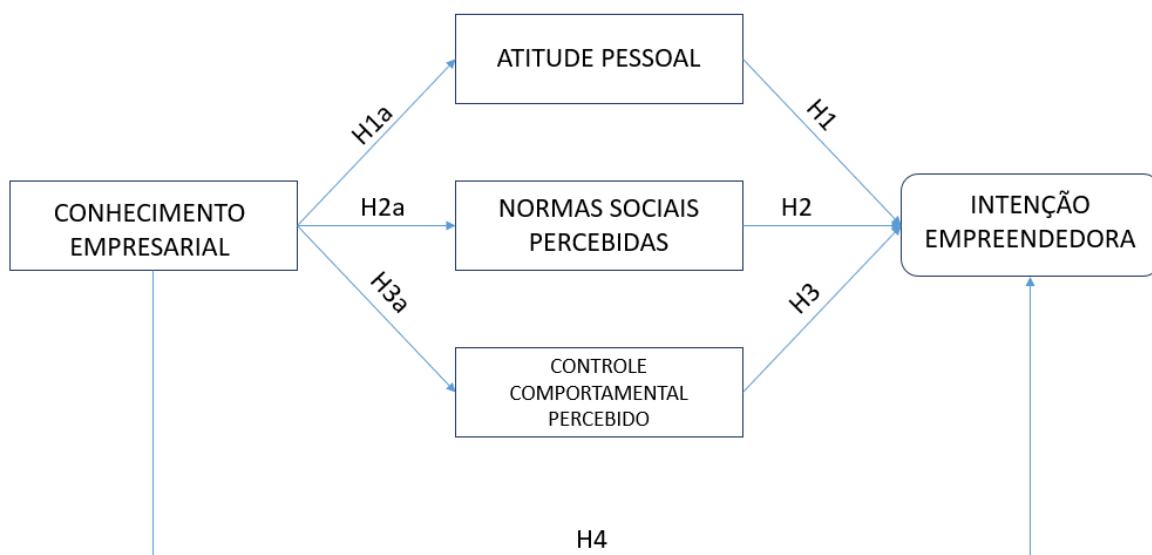 ATITUDE PESSOAL
H1a
H1
CONHECIMENTO
EMPRESARIAL
H2a
NORMAS SOCIAIS
PERCEBIDAS
H2
INTENÇÃO
EMPREENDEDORA
H3a
H3
CONTROLE
COMPORTAMENTAL
PERCEBIDO
H4